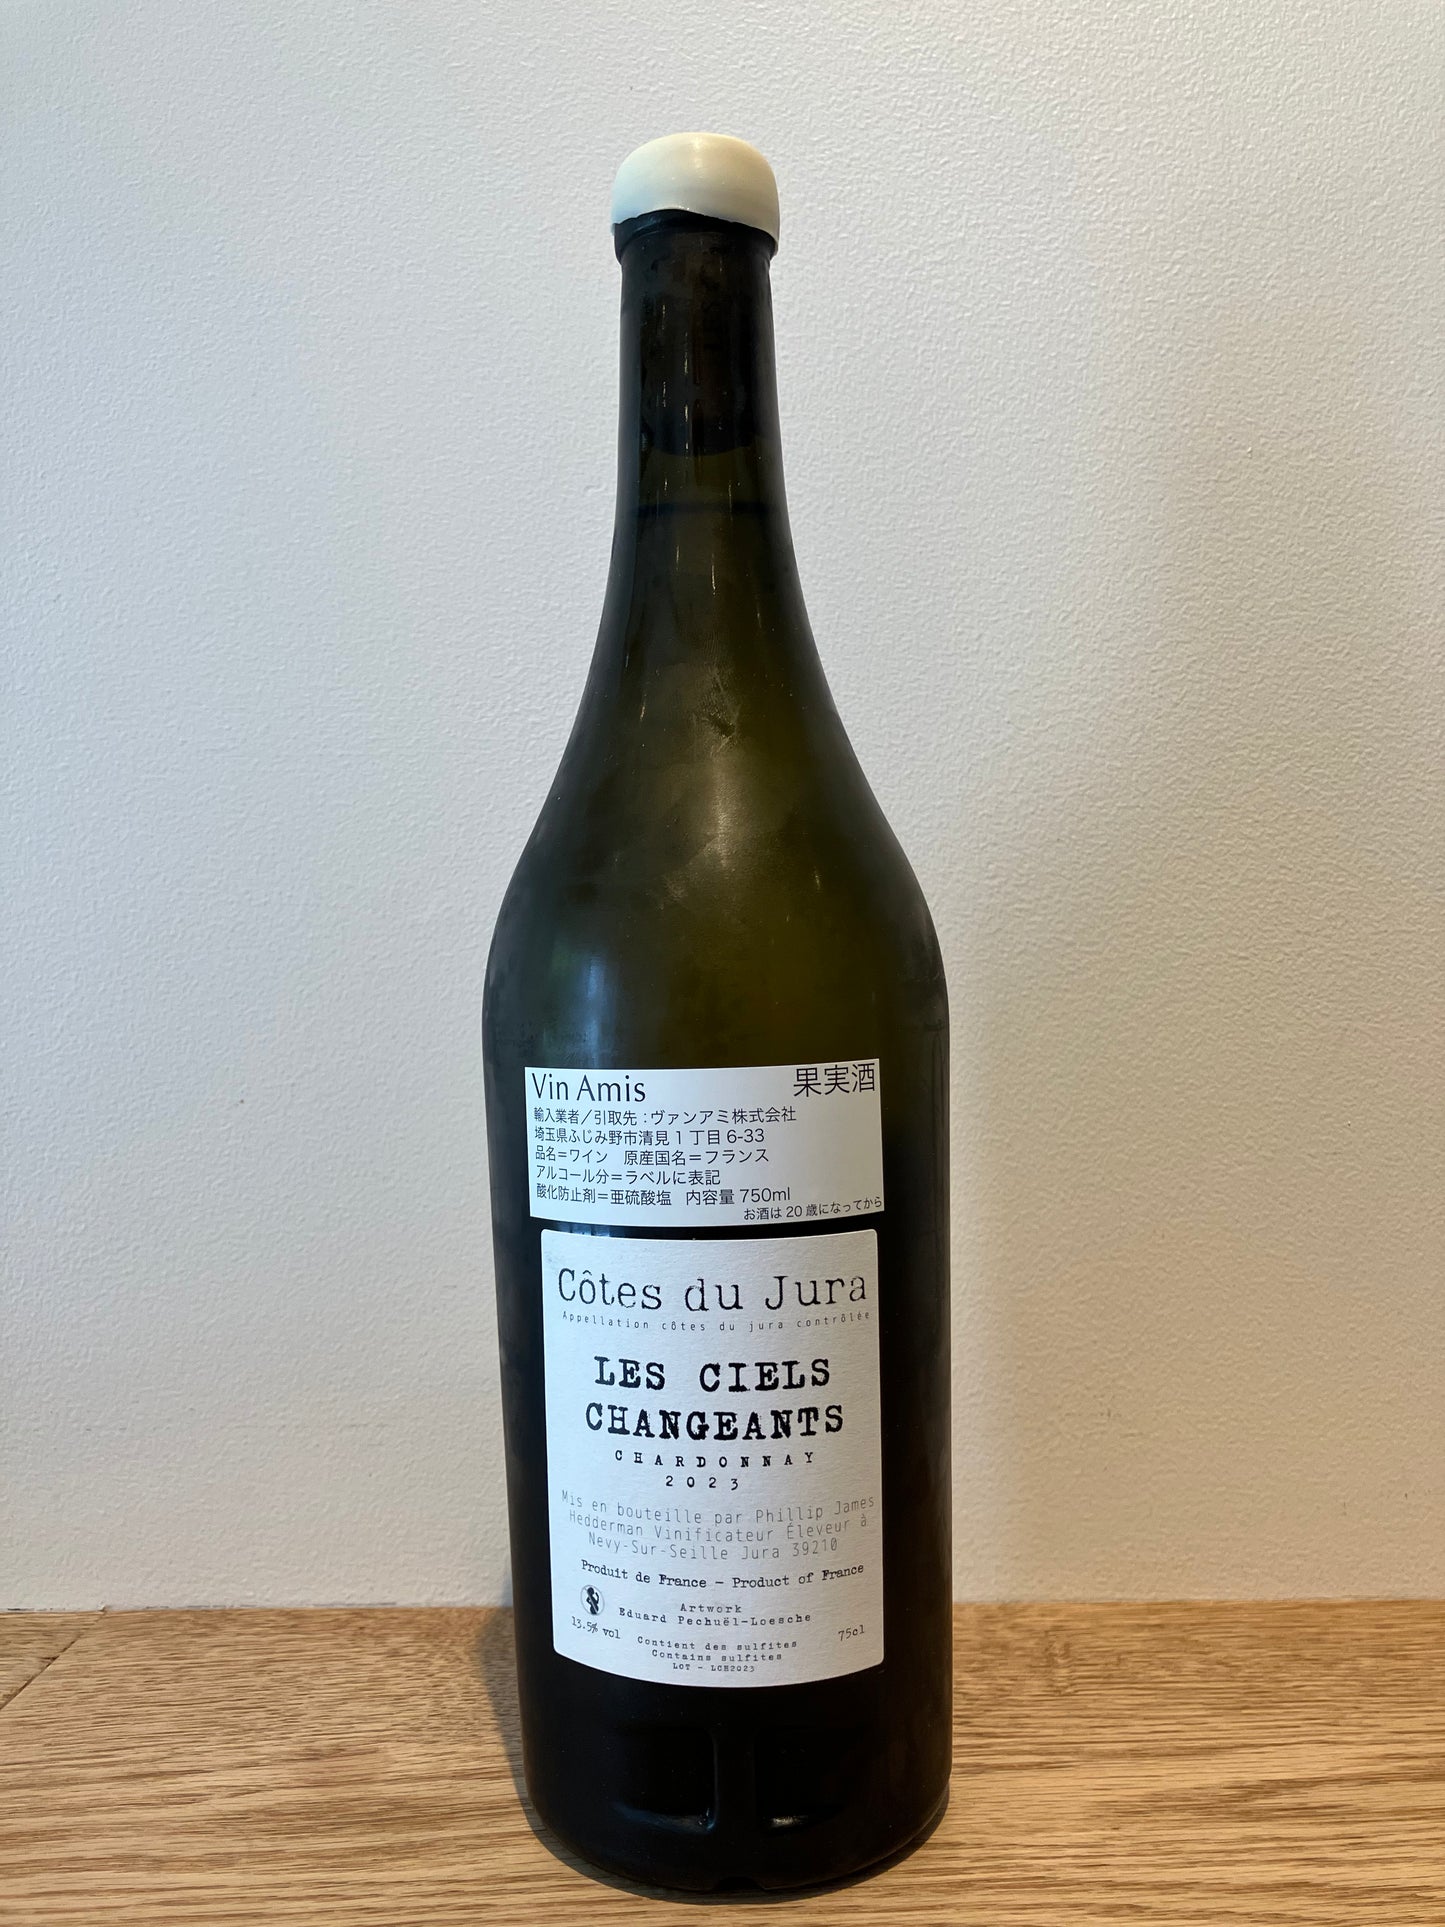 Vin Amis 果実酒
輸入業者／引取先：ヴァンアミ株式会社
埼玉県ふじみ野市清見1丁目6-33
品名＝ワイン 原産国名＝フランス
アルコール分＝ラベルに表記
酸化防止剤＝亜硫酸塩 内容量 750ml
お酒は20歳になってから
Côtes du Jura
Appellation côtes du jura contrôlée
LES CIELS
CHANGEANTS
CHARDONNAY
2023
Mis en bouteille par Phillip James
Hedderman Vinificateur Éleveur à
Nevy-Sur-Seille Jura 39210
Produit de France - Product of France
Artwork
Eduard Pechuël-Loesche
13.5% vol 75cl
Contient des sulfites
Contains sulfites
LOT - LCH2023